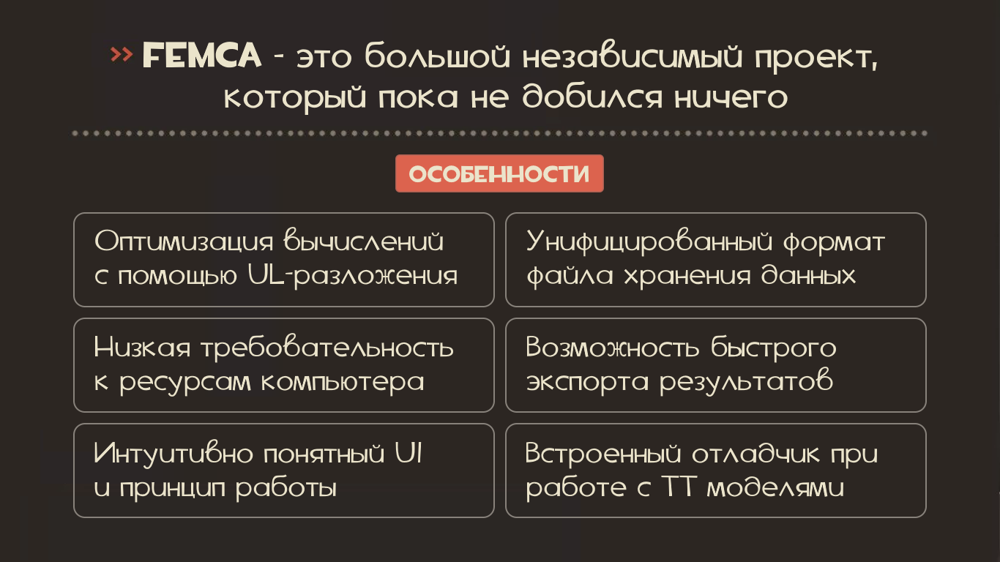 >> FEMCA - это большой независимый проект,
который пока не добился ничего
ОСОБЕННОСТИ
Оптимизация вычислений
с помощью UL-разложения
Унифицированный формат
файла хранения данных
Низкая требовательность
к ресурсам компьютера
Возможность быстрого
экспорта результатов
Интуитивно понятный UI
и принцип работы
Встроенный отладчик при
работе с ТТ моделями